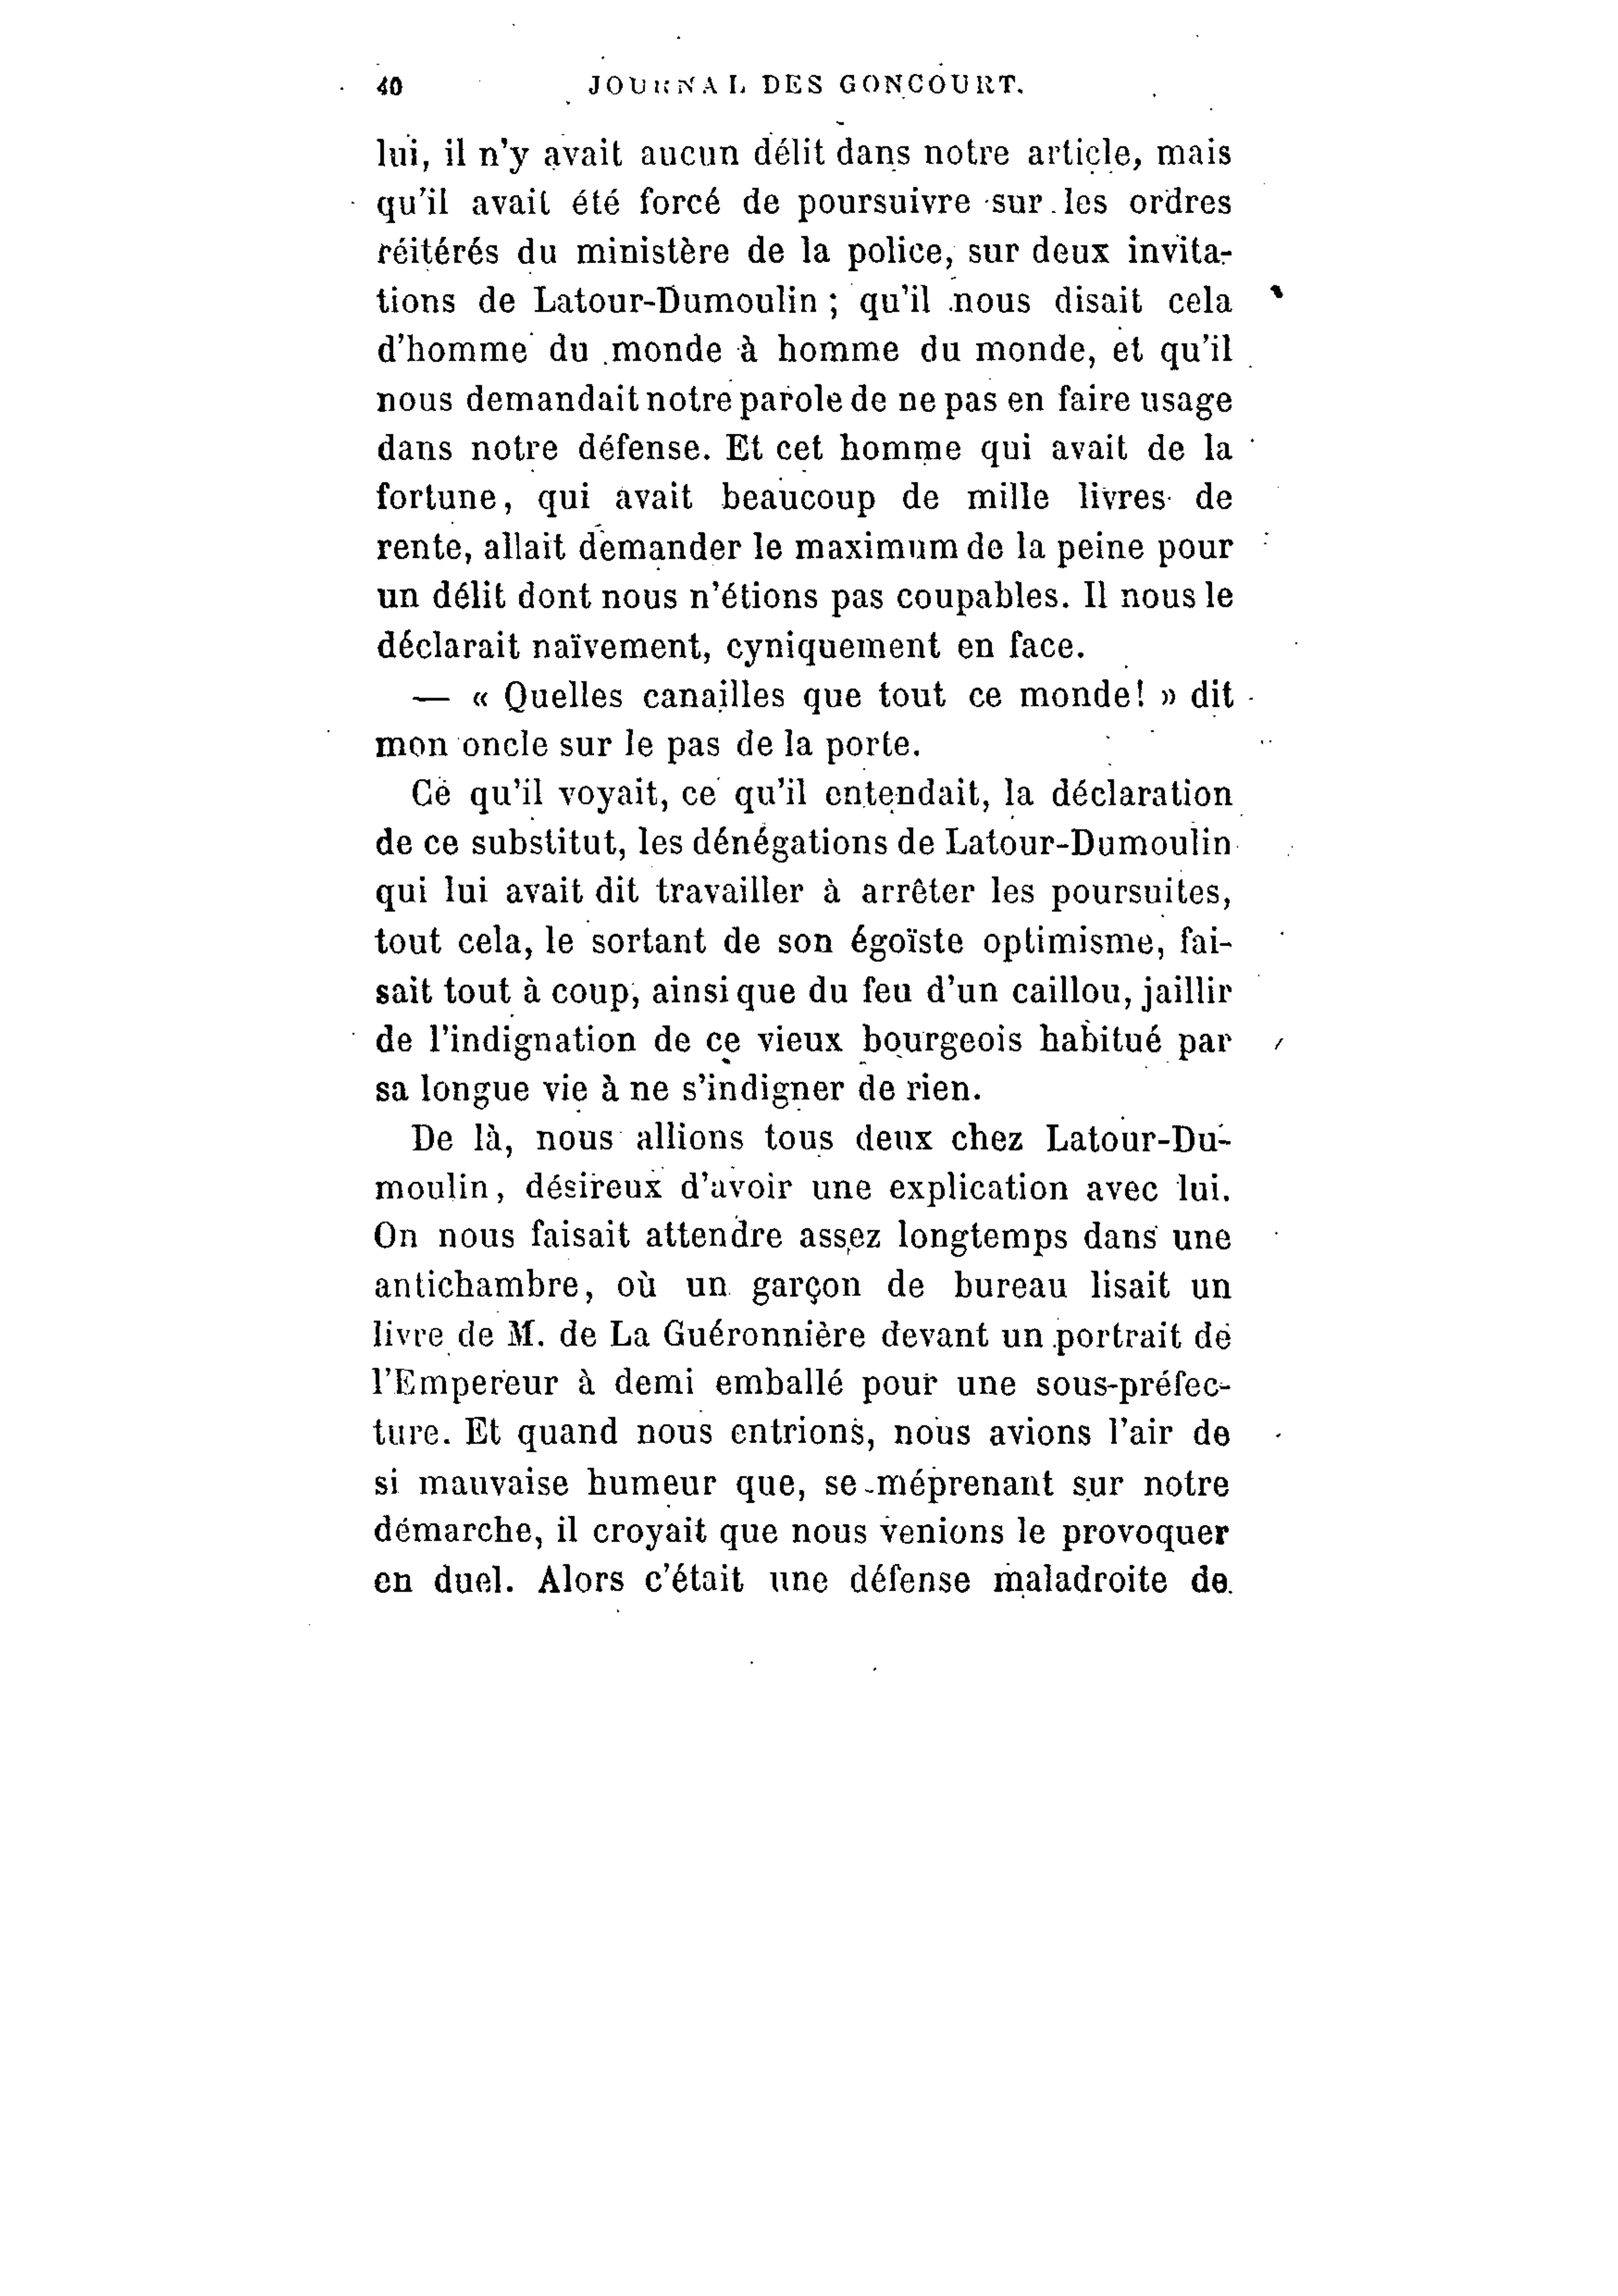 40 JOURNAL DES GONCOURT.
lui, il n'y avait aucun délit dans notre article, mais
qu'il avait été forcé de poursuivre sur les ordres
réitérés du ministère de la police, sur deux invita-
tions de Latour-Dumoulin ; qu'il nous disait cela
d'homme du monde à homme du monde, et qu'il
nous demandait notre parole de ne pas en faire usage
dans notre défense. Et cet homme qui avait de la
fortune, qui avait beaucoup de mille livres de
rente, allait demander le maximum de la peine pour
un délit dont nous n'étions pas coupables. Il nous le
déclarait naïvement, cyniquement en face.
— « Quelles canailles que tout ce monde! » dit
mon oncle sur le pas de la porte.
Ce qu'il voyait, ce qu'il entendait, la déclaration
de ce substitut, les dénégations de Latour-Dumoulin
qui lui avait dit travailler à arrêter les poursuites,
tout cela, le sortant de son égoïste optimisme, fai-
sait tout à coup, ainsi que du feu d'un caillou, jaillir
de l'indignation de ce vieux bourgeois habitué par
sa longue vie à ne s'indigner de rien.
De là, nous allions tous deux chez Latour-Du-
moulin, désireux d'avoir une explication avec lui.
On nous faisait attendre assez longtemps dans une
antichambre, où un garçon de bureau lisait un
livre de M. de La Guéronnière devant un portrait de
l'Empereur à demi emballé pour une sous-préfec-
ture. Et quand nous entrions, nous avions l'air de
si mauvaise humeur que, se méprenant sur notre
démarche, il croyait que nous venions le provoquer
en duel. Alors c'était une défense maladroite de